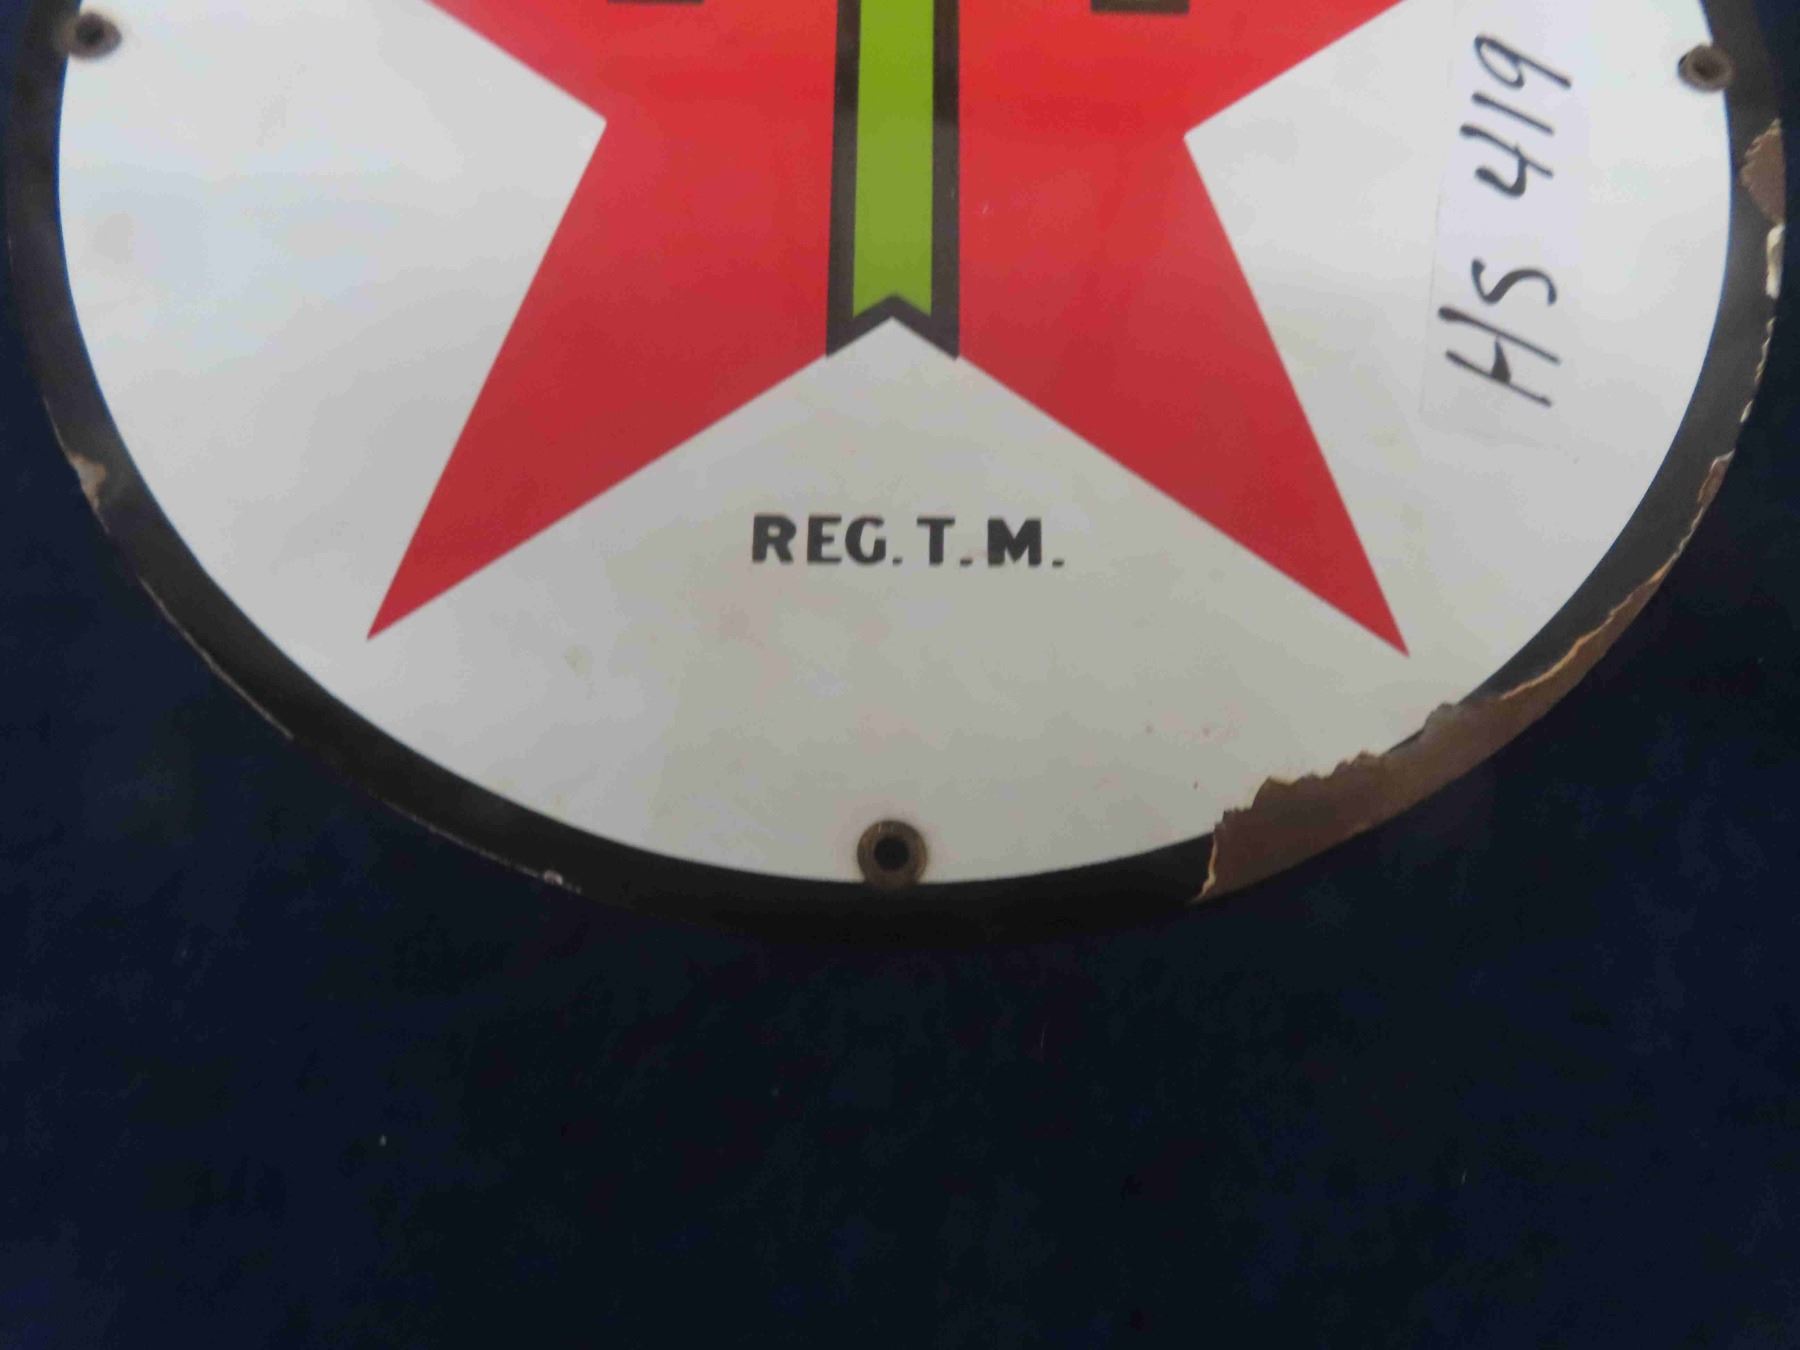 REG. T. M.
HS 419